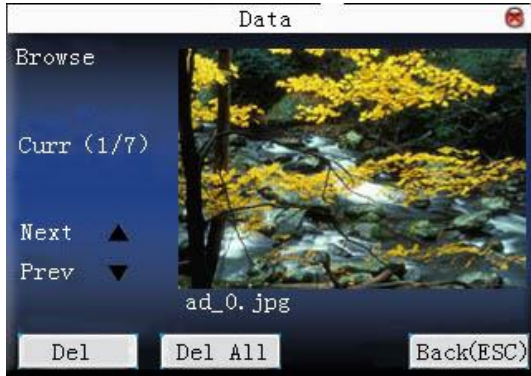 Data
Browse
Curr (1/7)
Next ▲
Prev ▼
ad_0.jpg
Del
Del All
Back(ESC)